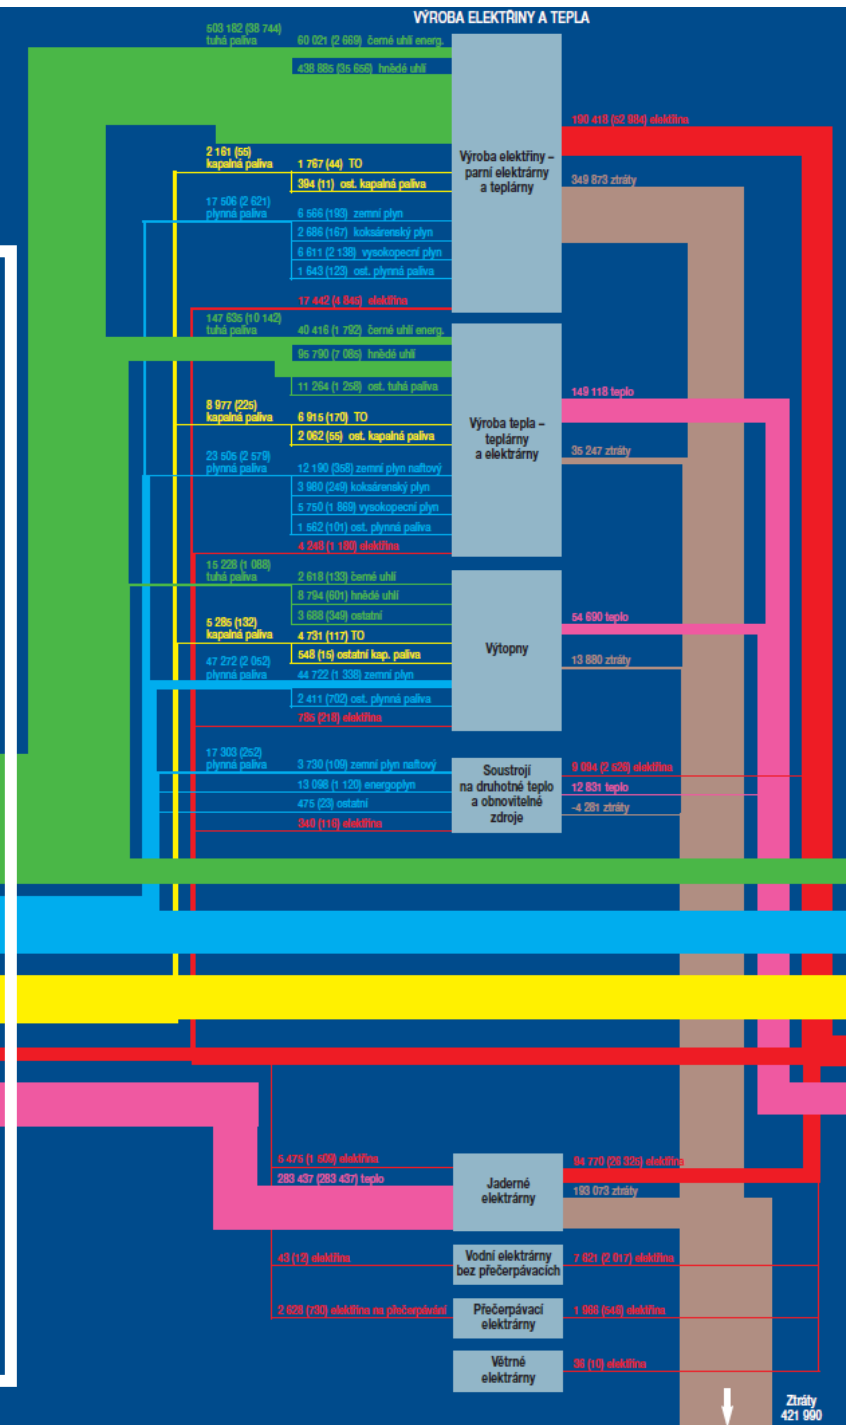 VÝROBA ELEKTŘINY A TEPLA
503 182 (38 744)
tuhá paliva
60 021 (2 669) černé uhlí energ.
438 885 (35 656) hnědé uhlí
2 161 (55)
kapalná paliva
1 767 (44) TO
394 (11) ost. kapalná paliva
17 506 (2 621)
plynná paliva
6 566 (193) zemní plyn
2 686 (167) koksárenský plyn
6 611 (2 138) vysokopecní plyn
1 643 (123) ost. plynná paliva
17 442 (4 845) elektřina
Výroba elektřiny –
parní elektrárny
a teplárny
190 418 (52 984) elektřina
349 873 ztráty
147 635 (10 142)
tuhá paliva
40 416 (1 792) černé uhlí energ.
95 790 (7 085) hnědé uhlí
11 264 (1 258) ost. tuhá paliva
8 977 (225)
kapalná paliva
6 915 (170) TO
2 062 (55) ost. kapalná paliva
23 505 (2 579)
plynná paliva
12 190 (358) zemní plyn naftový
3 980 (249) koksárenský plyn
5 750 (1 869) vysokopecní plyn
1 562 (101) ost. plynná paliva
4 248 (1 180) elektřina
Výroba tepla –
teplárny
a elektrárny
149 118 teplo
35 247 ztráty
15 228 (1 088)
tuhá paliva
2 618 (133) černé uhlí
8 794 (601) hnědé uhlí
3 688 (349) ostatní
5 285 (132)
kapalná paliva
4 731 (117) TO
548 (15) ostatní kap. paliva
47 272 (2 052)
plynná paliva
44 722 (1 338) zemní plyn
2 411 (702) ost. plynná paliva
785 (218) elektřina
Výtopny
54 690 teplo
13 880 ztráty
17 303 (252)
plynná paliva
3 730 (109) zemní plyn naftový
13 098 (1 120) energoplyn
475 (23) ostatní
340 (116) elektřina
Soustrojí
na druhotné teplo
a obnovitelné
zdroje
9 094 (2 526) elektřina
12 831 teplo
-4 281 ztráty
5 475 (1 509) elektřina
283 437 (283 437) teplo
Jaderné
elektrárny
94 770 (26 325) elektřina
193 073 ztráty
43 (12) elektřina
Vodní elektrárny
bez přečerpávacích
7 621 (2 017) elektřina
2 628 (730) elektřina na přečerpávání
Přečerpávací
elektrárny
(548) elektřina
Větrné
elektrárny
36 (10) elektřina
Ztráty
421 990